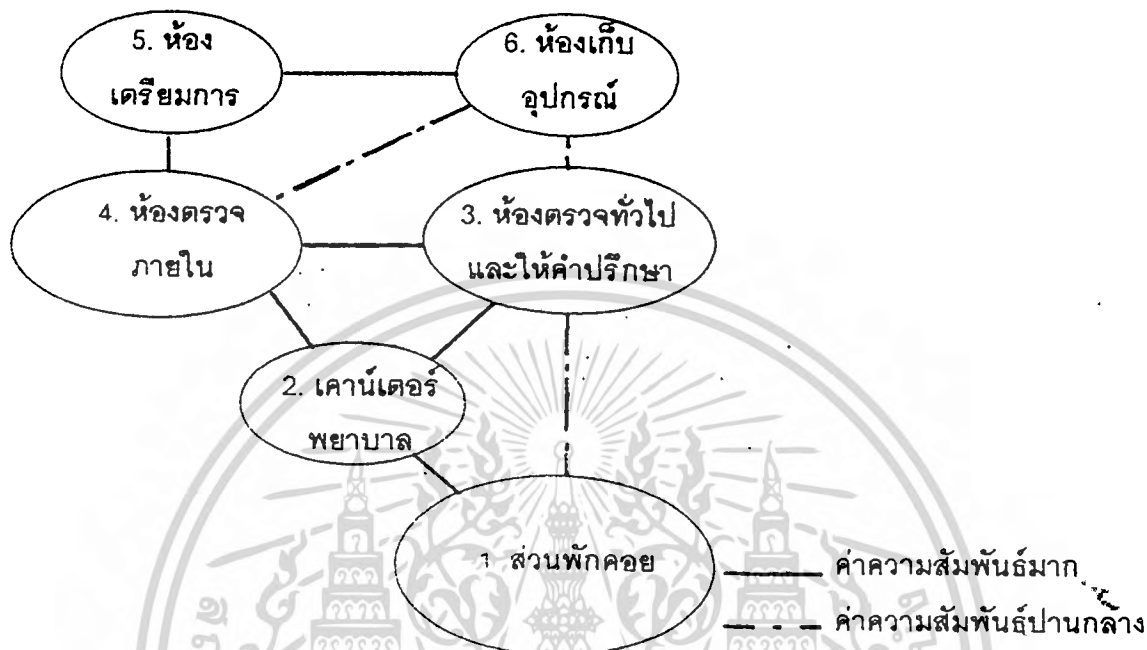 5. ห้อง
เตรียมการ
6. ห้องเก็บ
อุปกรณ์
4. ห้องตรวจ
ภายใน
3. ห้องตรวจทั่วไป
และให้คำปรึกษา
2. เคาน์เตอร์
พยาบาล
1 ส่วนพักคอย
ค่าความสัมพันธ์มาก
ค่าความสัมพันธ์ปานกลาง